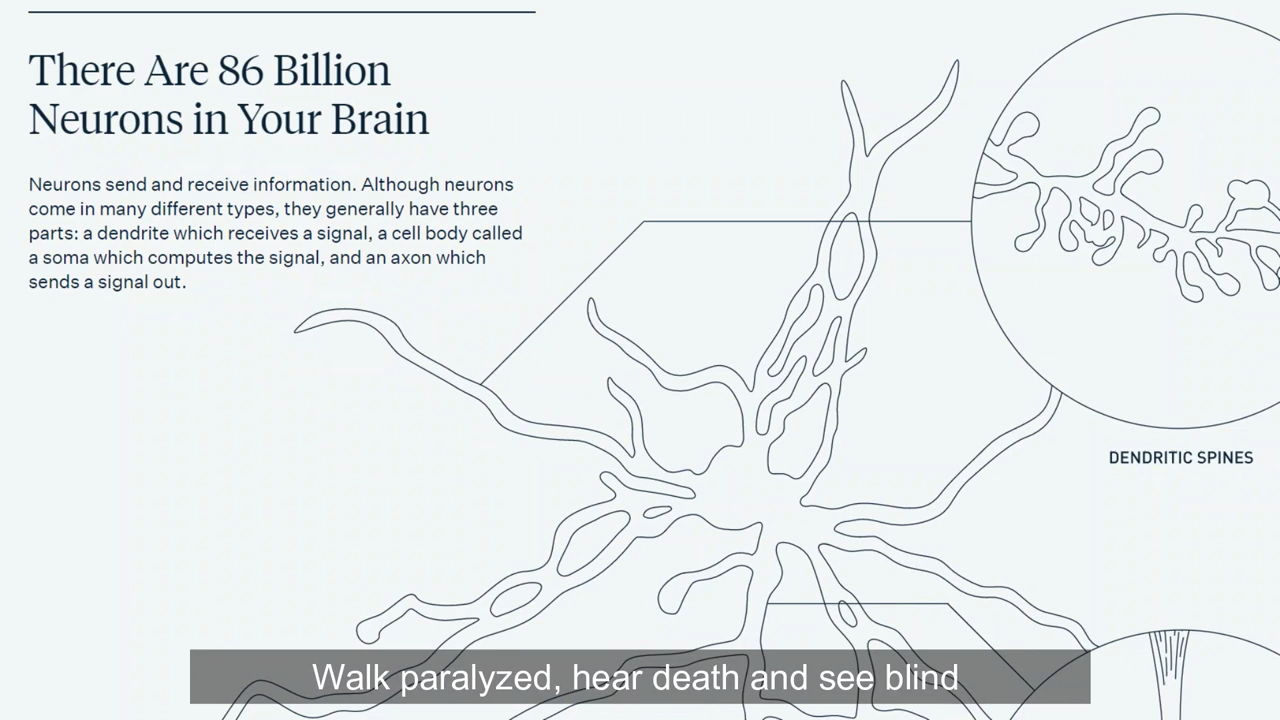 There Are 86 Billion
Neurons in Your Brain
Neurons send and receive information. Although neurons
come in many different types, they generally have three
parts: a dendrite which receives a signal, a cell body called
a soma which computes the signal, and an axon which
sends a signal out.
DENDRITIC SPINES
Walk paralyzed, hear death and see blind